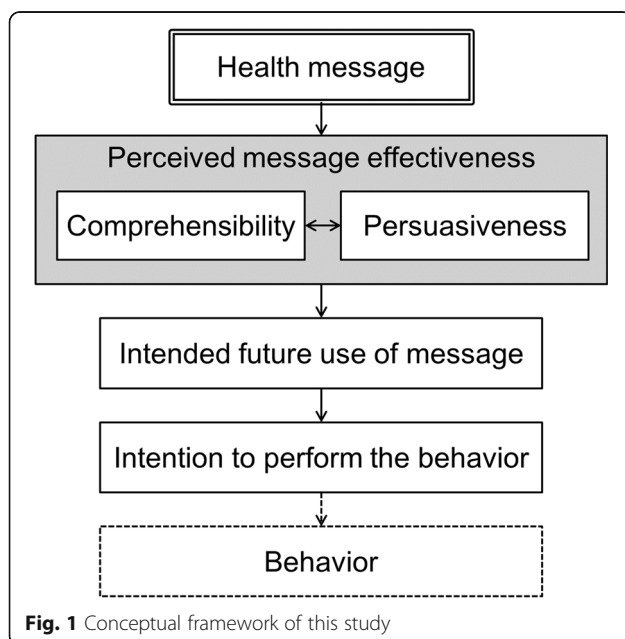 Health message
Perceived message effectiveness
Comprehensibility
Persuasiveness
Intended future use of message
Intention to perform the behavior
Behavior
Fig. 1 Conceptual framework of this study